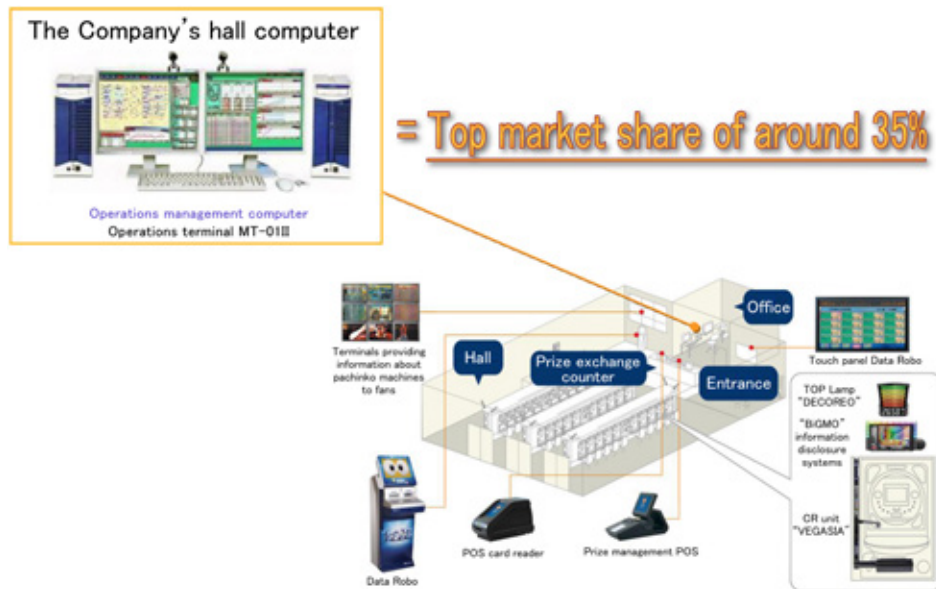 The Company's hall computer
= Top market share of around 35%
Operations management computer
Operations terminal MT-01Ⅲ
Office
Terminals providing
information about
pachinko machines
to fans
Hall
Prize exchange
counter
Entrance
Touch panel Data Robo
TOP Lamp
"DECOREO"
"BiGMO"
information
disclosure
systems
CR unit
"VEGASIA"
POS card reader
Prize management POS
Data Robo